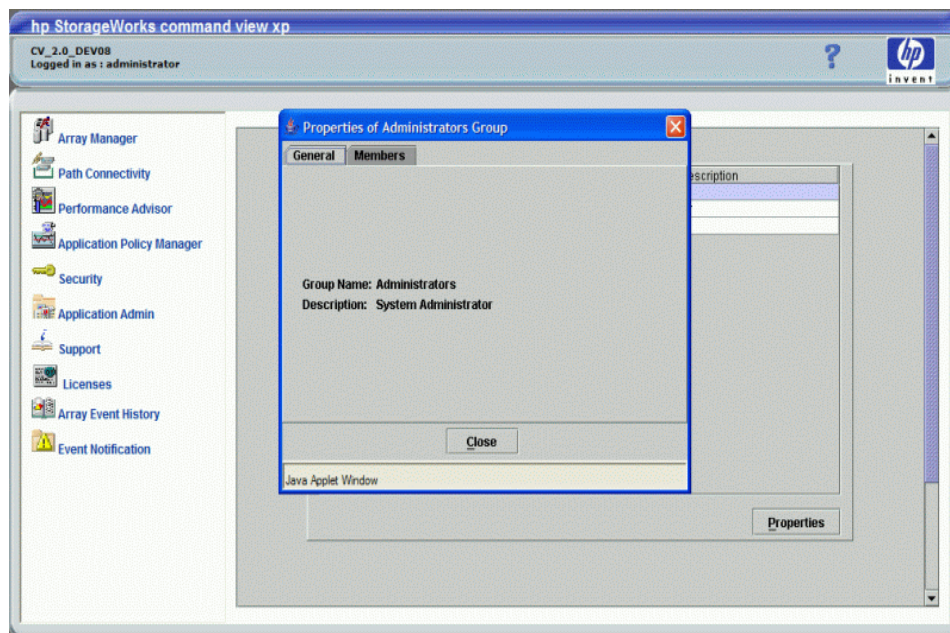 hp StorageWorks command view xp
CV_2.0_DEV08
Logged in as : administrator
?
hp
invent
Array Manager
Path Connectivity
Performance Advisor
Application Policy Manager
Security
Application Admin
Support
Licenses
Array Event History
Event Notification
Properties of Administrators Group
General Members
Group Name: Administrators
Description: System Administrator
Close
Java Applet Window
escription
Properties